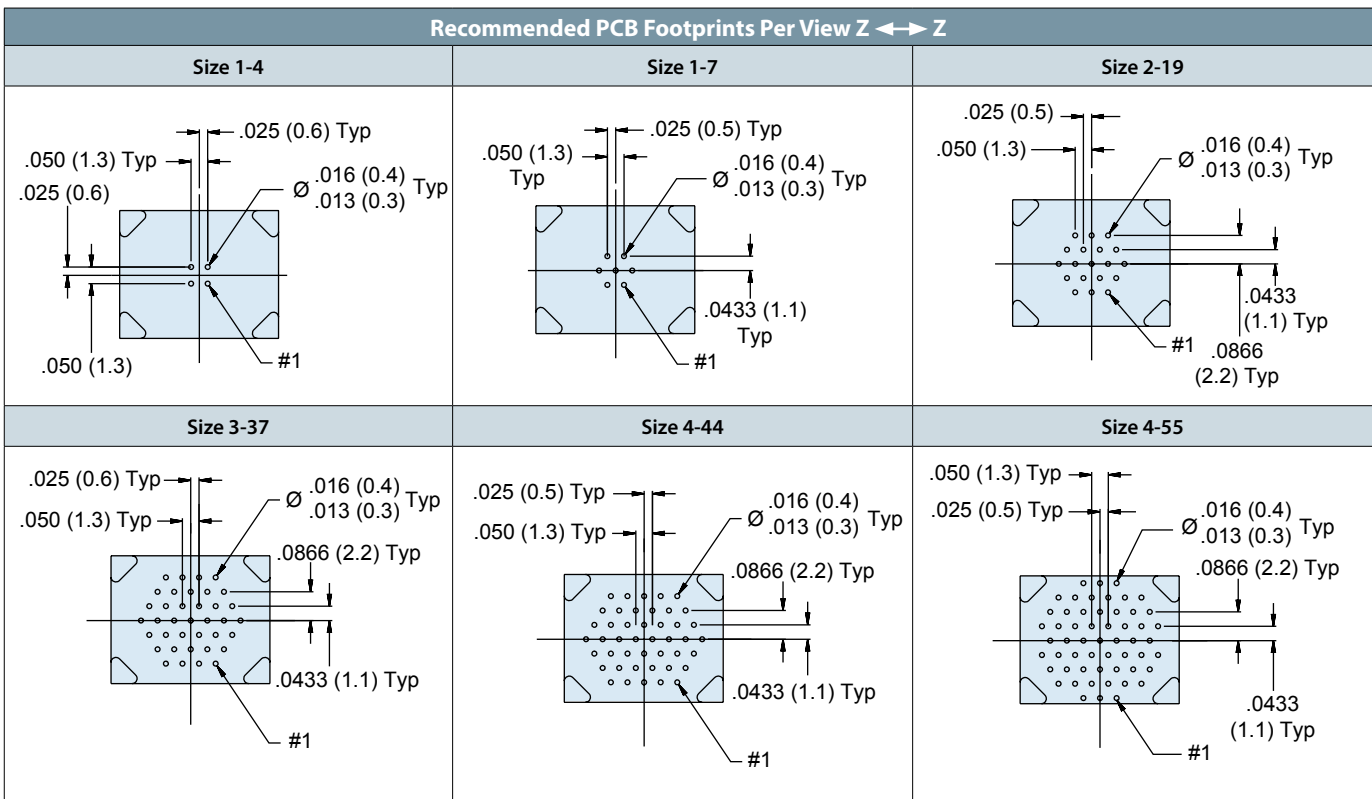 Recommended PCB Footprints Per View Z ◄─► Z
Size 1-4
Size 1-7
Size 2-19
.025 (0.6) Typ
.050 (1.3) Typ
.025 (0.6)
Ø .016 (0.4) Typ
.013 (0.3)
.050 (1.3)
#1
.025 (0.5) Typ
.050 (1.3)
Typ
Ø .016 (0.4) Typ
.013 (0.3)
.0433 (1.1)
Typ
#1
.025 (0.5)
.050 (1.3)
Ø .016 (0.4) Typ
.013 (0.3)
.0433
(1.1) Typ
#1
.0866
(2.2) Typ
Size 3-37
Size 4-44
Size 4-55
.025 (0.6) Typ
.050 (1.3) Typ
Ø .016 (0.4) Typ
.013 (0.3)
.0866 (2.2) Typ
.0433 (1.1) Typ
#1
.025 (0.5) Typ
.050 (1.3) Typ
Ø .016 (0.4) Typ
.013 (0.3)
.0866 (2.2) Typ
.0433 (1.1) Typ
#1
.050 (1.3) Typ
.025 (0.5) Typ
Ø .016 (0.4) Typ
.013 (0.3)
.0866 (2.2) Typ
.0433
(1.1) Typ
#1